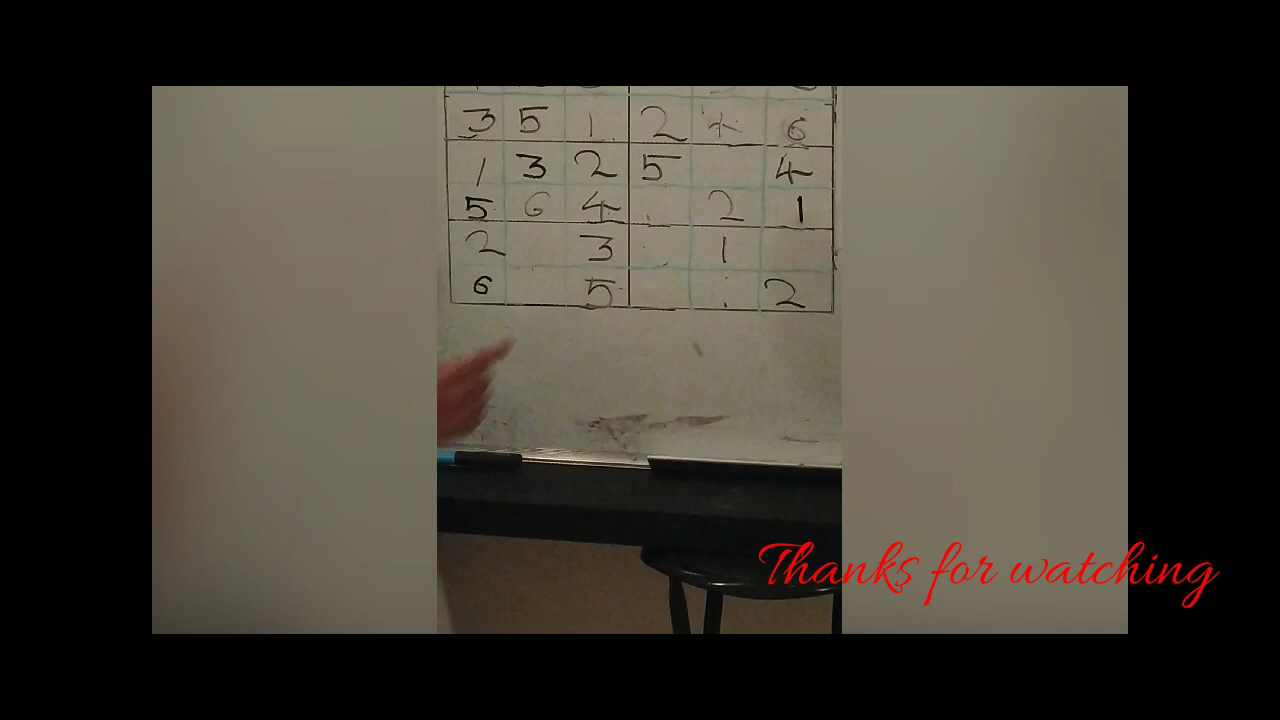 3 5 1 2 4 6
1 3 2 5 4
5 6 4 2 1
2 3 1
6 5 2
Thanks for watching